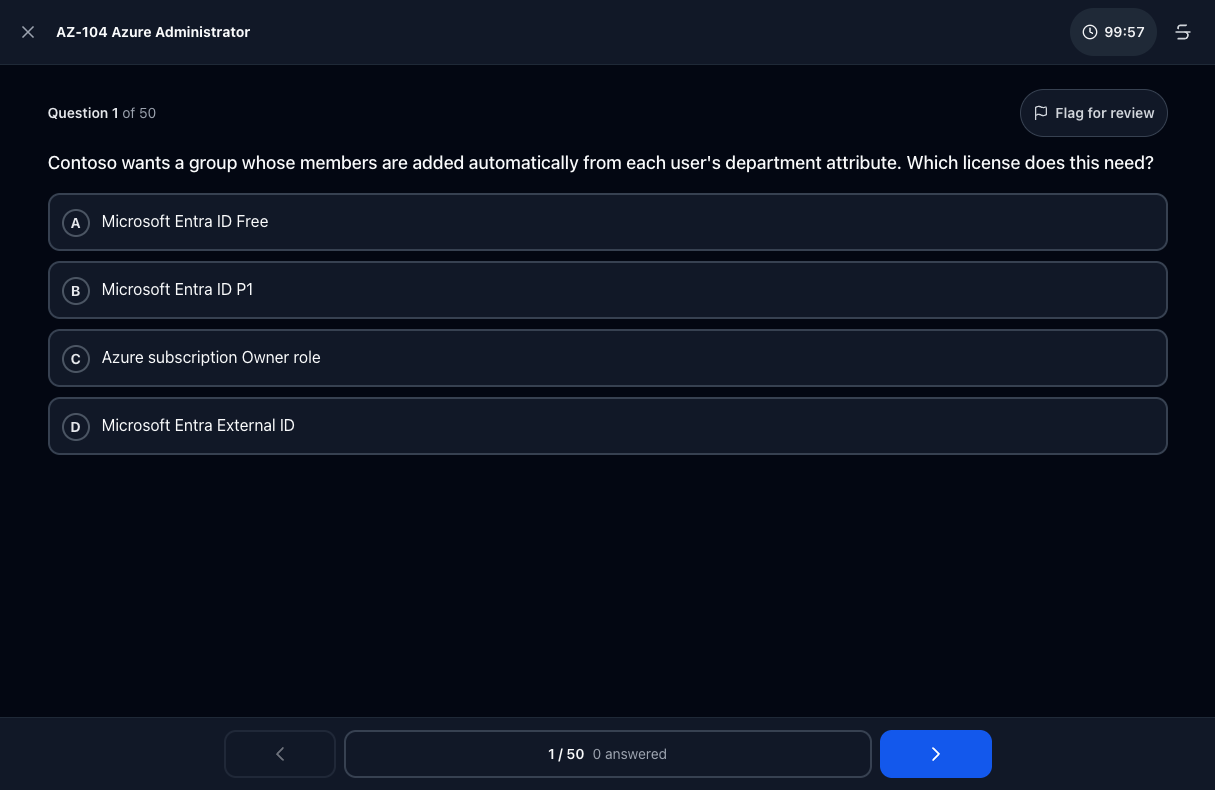 AZ-104 Azure Administrator
99:57
Question 1 of 50
Flag for review
Contoso wants a group whose members are added automatically from each user's department attribute. Which license does this need?
A Microsoft Entra ID Free
B Microsoft Entra ID P1
C Azure subscription Owner role
D Microsoft Entra External ID
1 / 50 0 answered